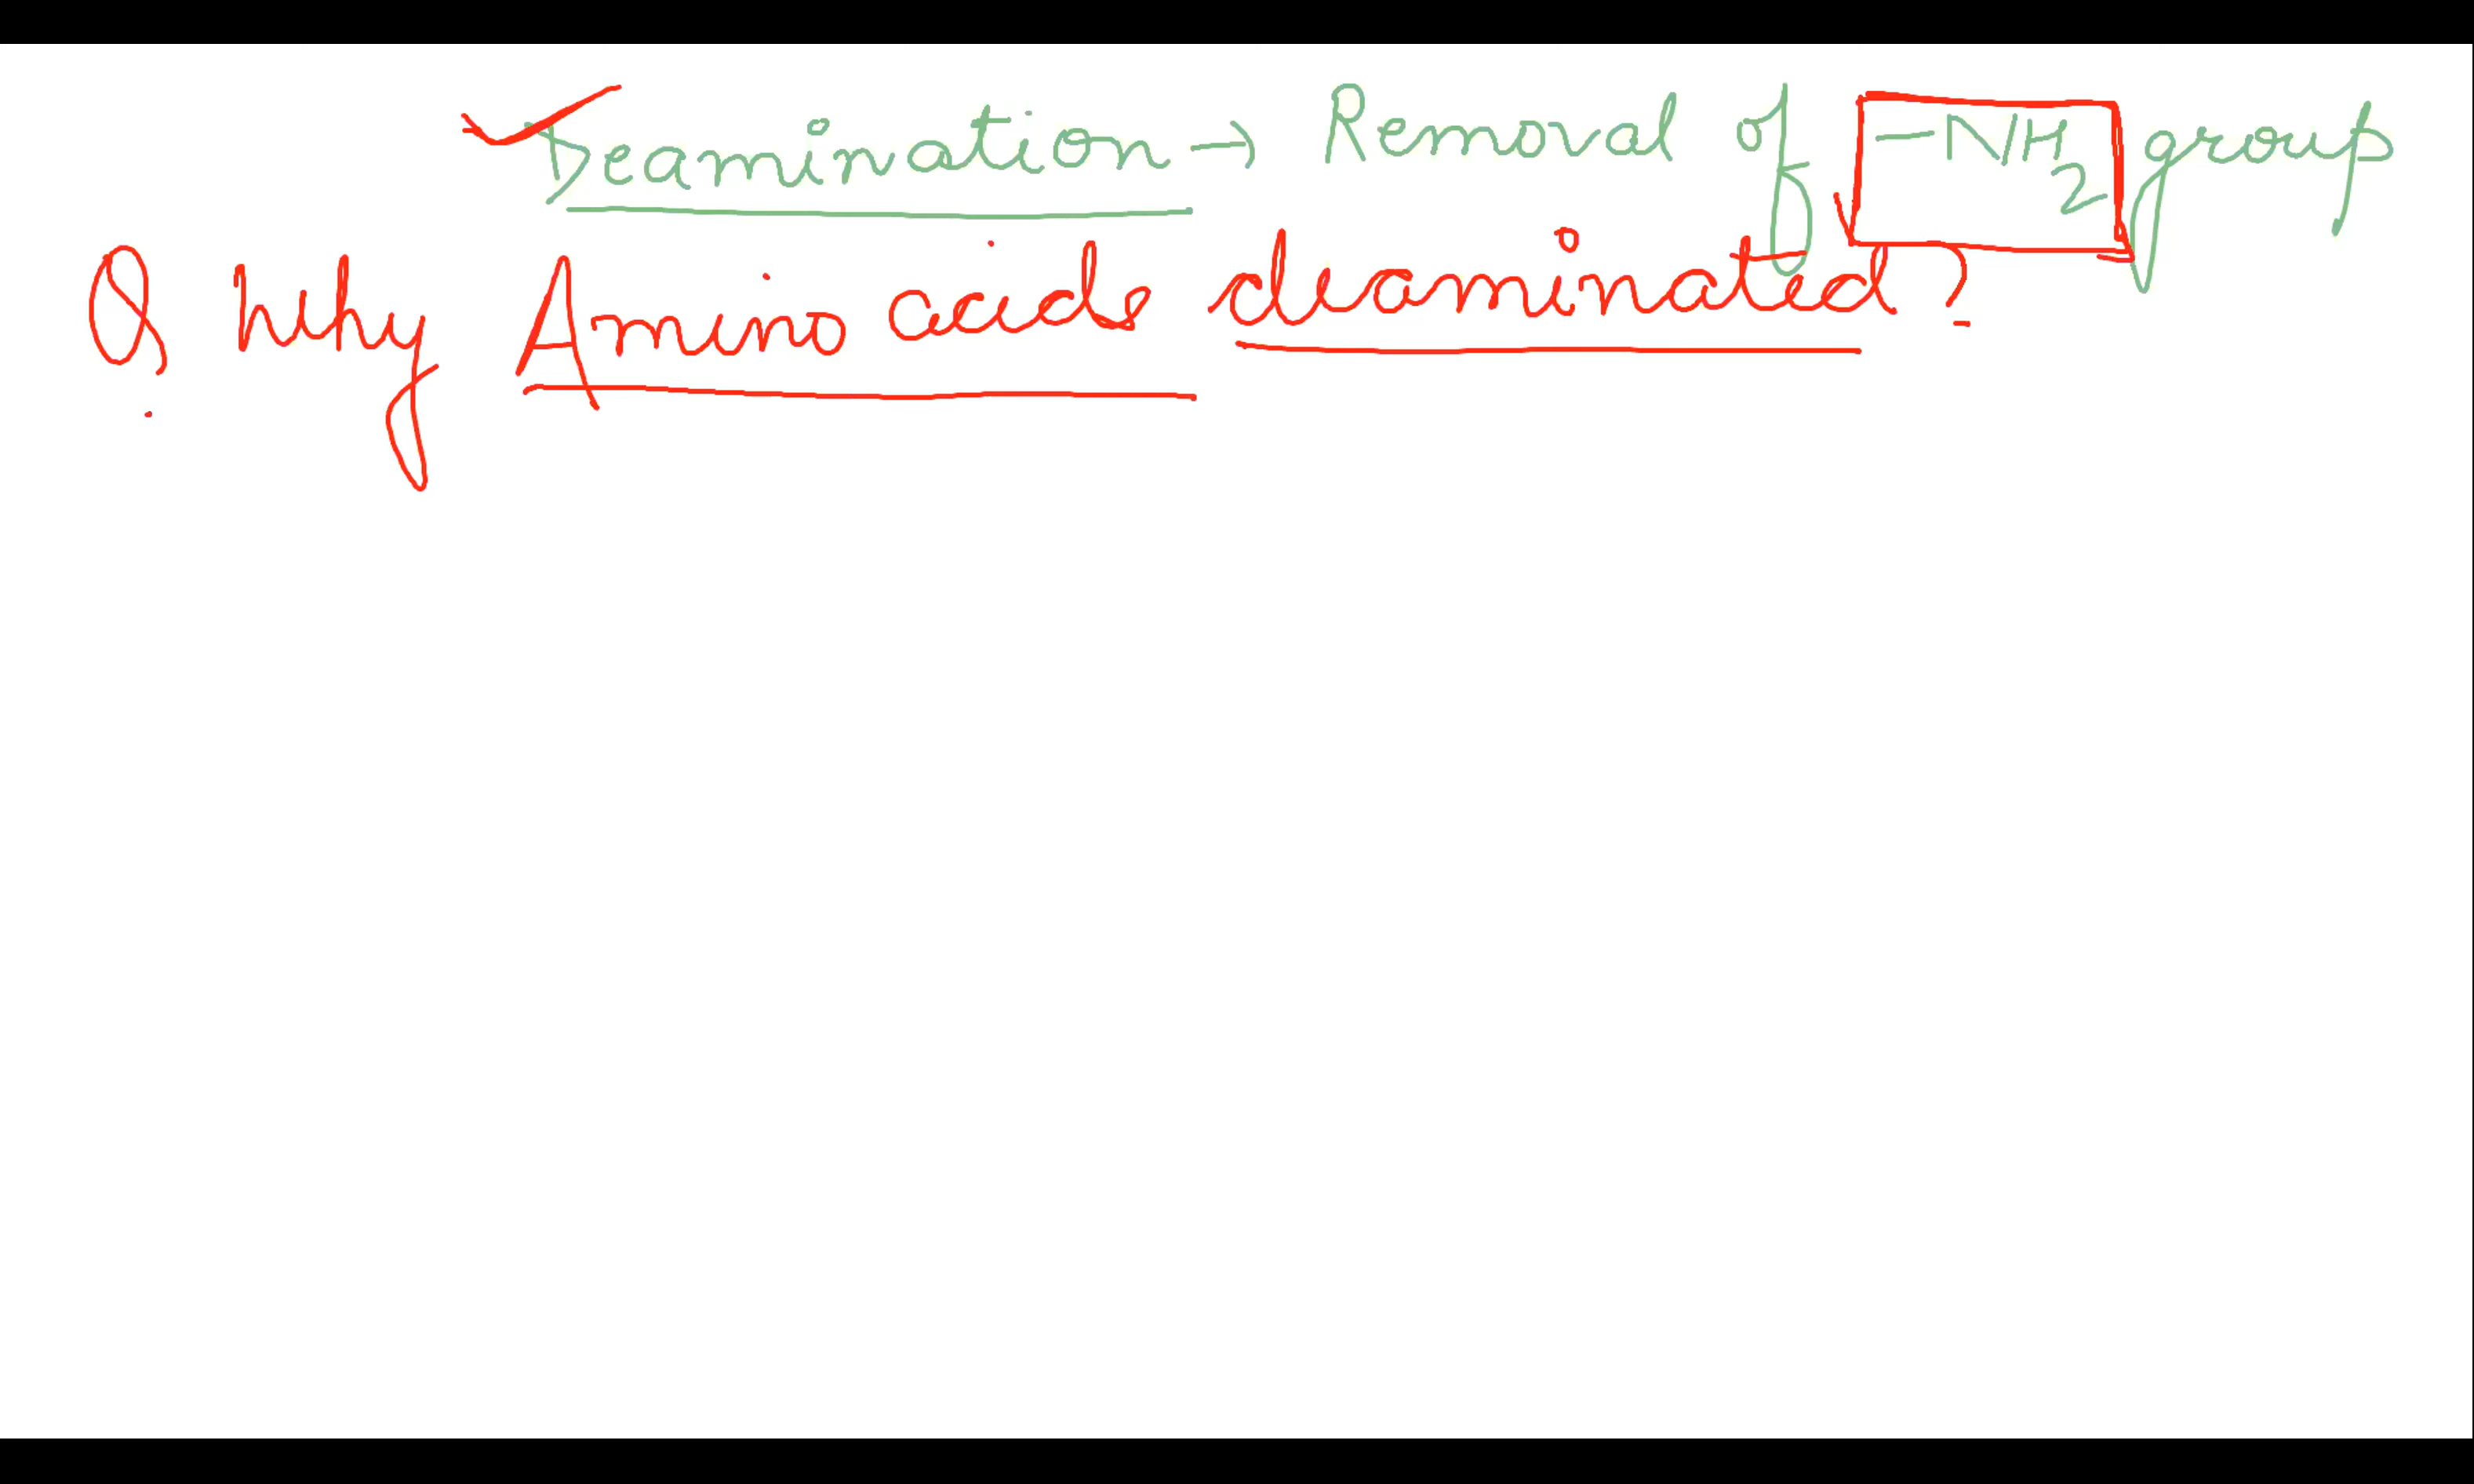 Deamination → Removal of -NH2 group
Q. Why Amino acids deaminated?